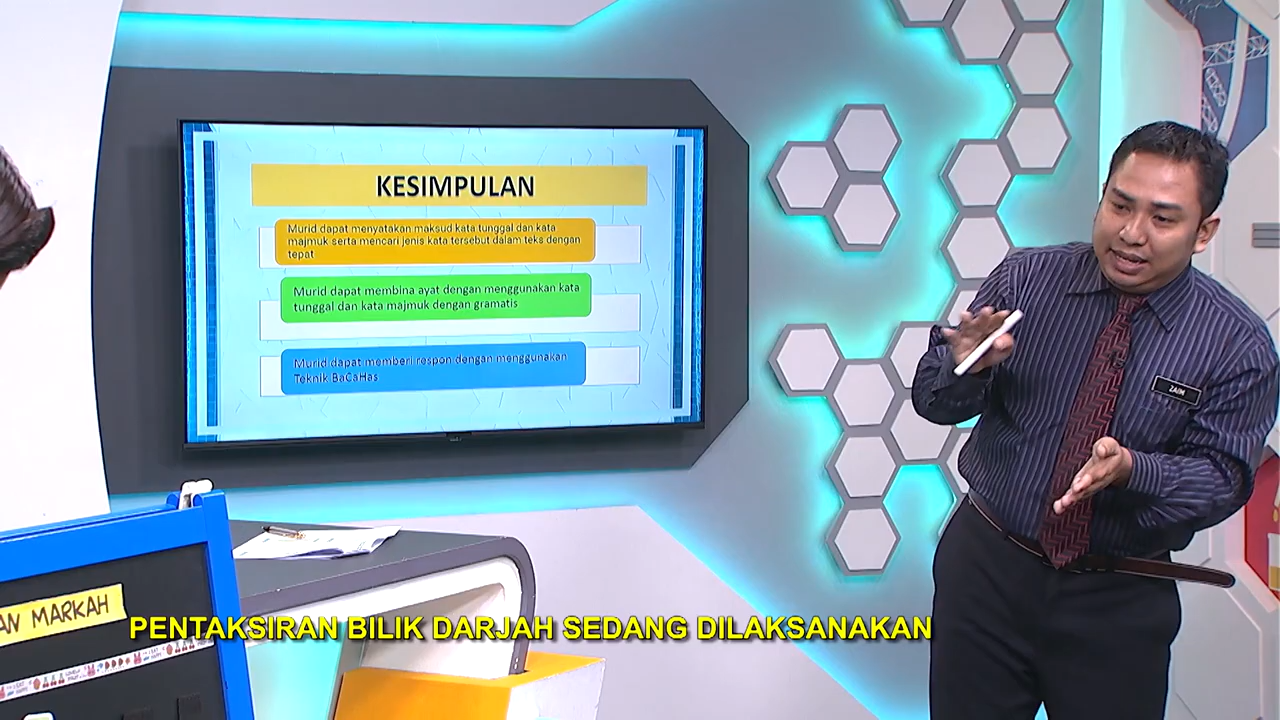 KESIMPULAN
Murid dapat menyatakan maksud kata tunggal dan kata
majmuk serta mencari jenis kata tersebut dalam teks dengan
tepat
Murid dapat membina ayat dengan menggunakan kata
tunggal dan kata majmuk dengan gramatis
Murid dapat memberi respon dengan menggunakan
Teknik BaCaHas
ZAIM
AN MARKAH
PENTAKSIRAN BILIK DARJAH SEDANG DILAKSANAKAN